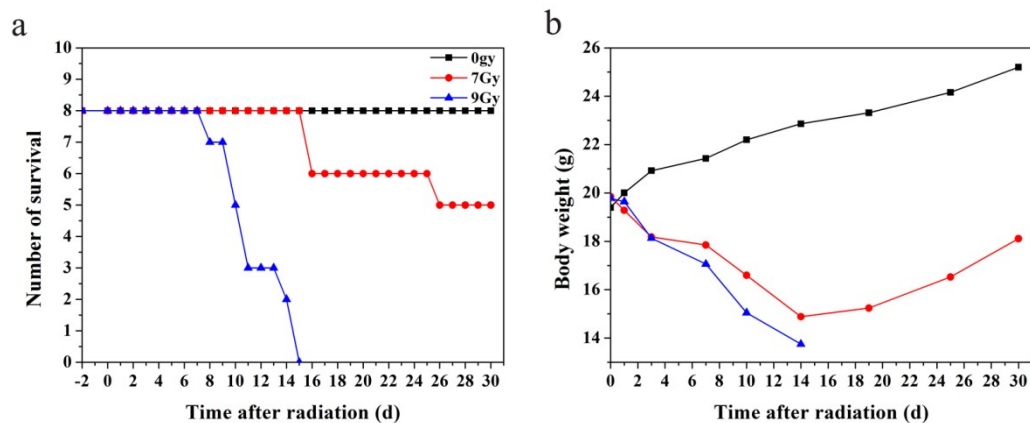 a
10
9
8
7
6
5
4
3
2
1
0
Number of survival
0gy
7Gy
9Gy
-2 0 2 4 6 8 10 12 14 16 18 20 22 24 26 28 30
Time after radiation (d)
b
26
24
22
20
18
16
14
Body weight (g)
0 2 4 6 8 10 12 14 16 18 20 22 24 26 28 30
Time after radiation (d)